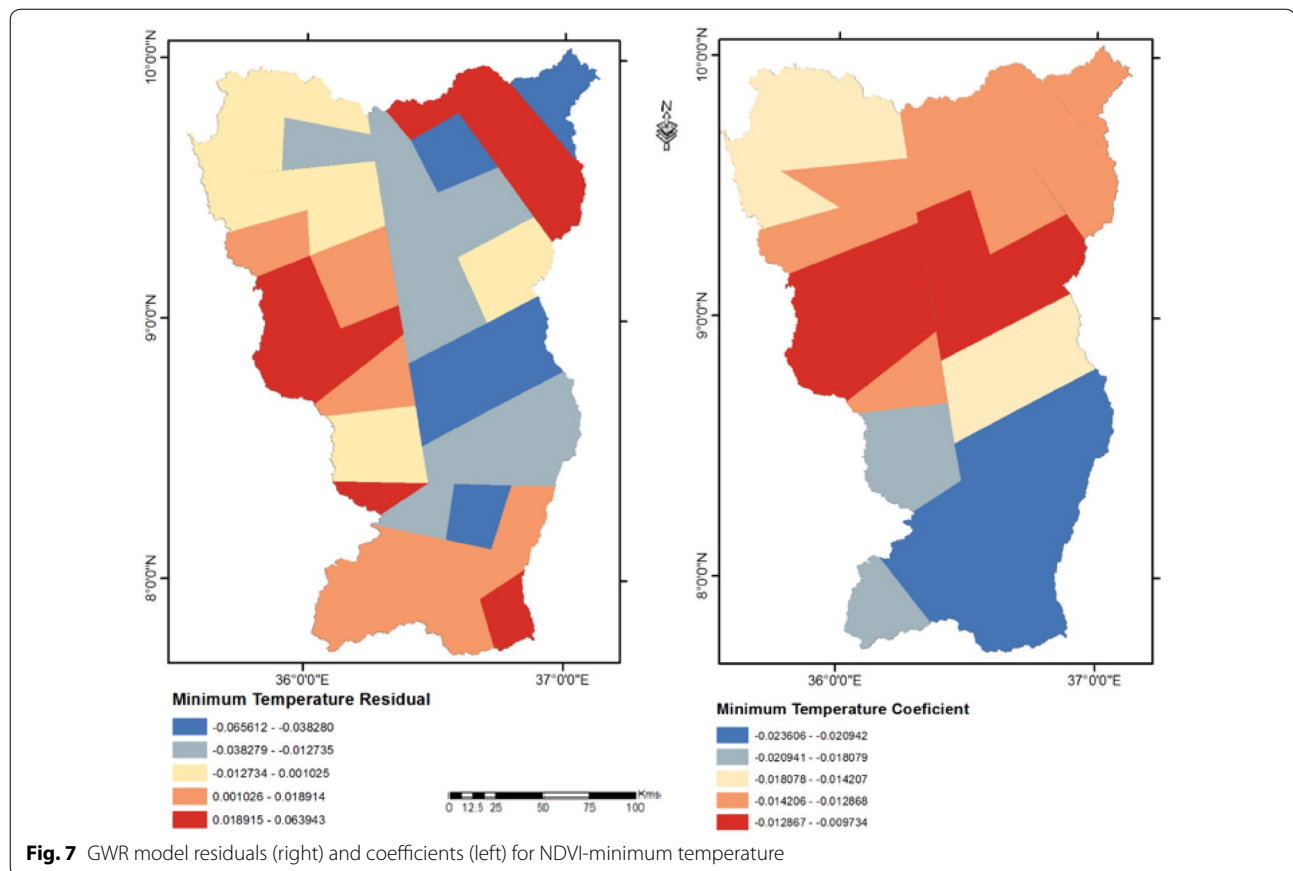 10°0'0"N
9°0'0"N
8°0'0"N
36°0'0"E
37°0'0"E
Minimum Temperature Residual
-0.065612 - -0.038280
-0.038279 - -0.012735
-0.012734 - 0.001025
0.001026 - 0.018914
0.018915 - 0.063943
N
Kms
0 12.5 25 50 75 100
10°0'0"N
9°0'0"N
8°0'0"N
36°0'0"E
37°0'0"E
Minimum Temperature Coeficient
-0.023606 - -0.020942
-0.020941 - -0.018079
-0.018078 - -0.014207
-0.014206 - -0.012868
-0.012867 - -0.009734
Fig. 7 GWR model residuals (right) and coefficients (left) for NDVI-minimum temperature